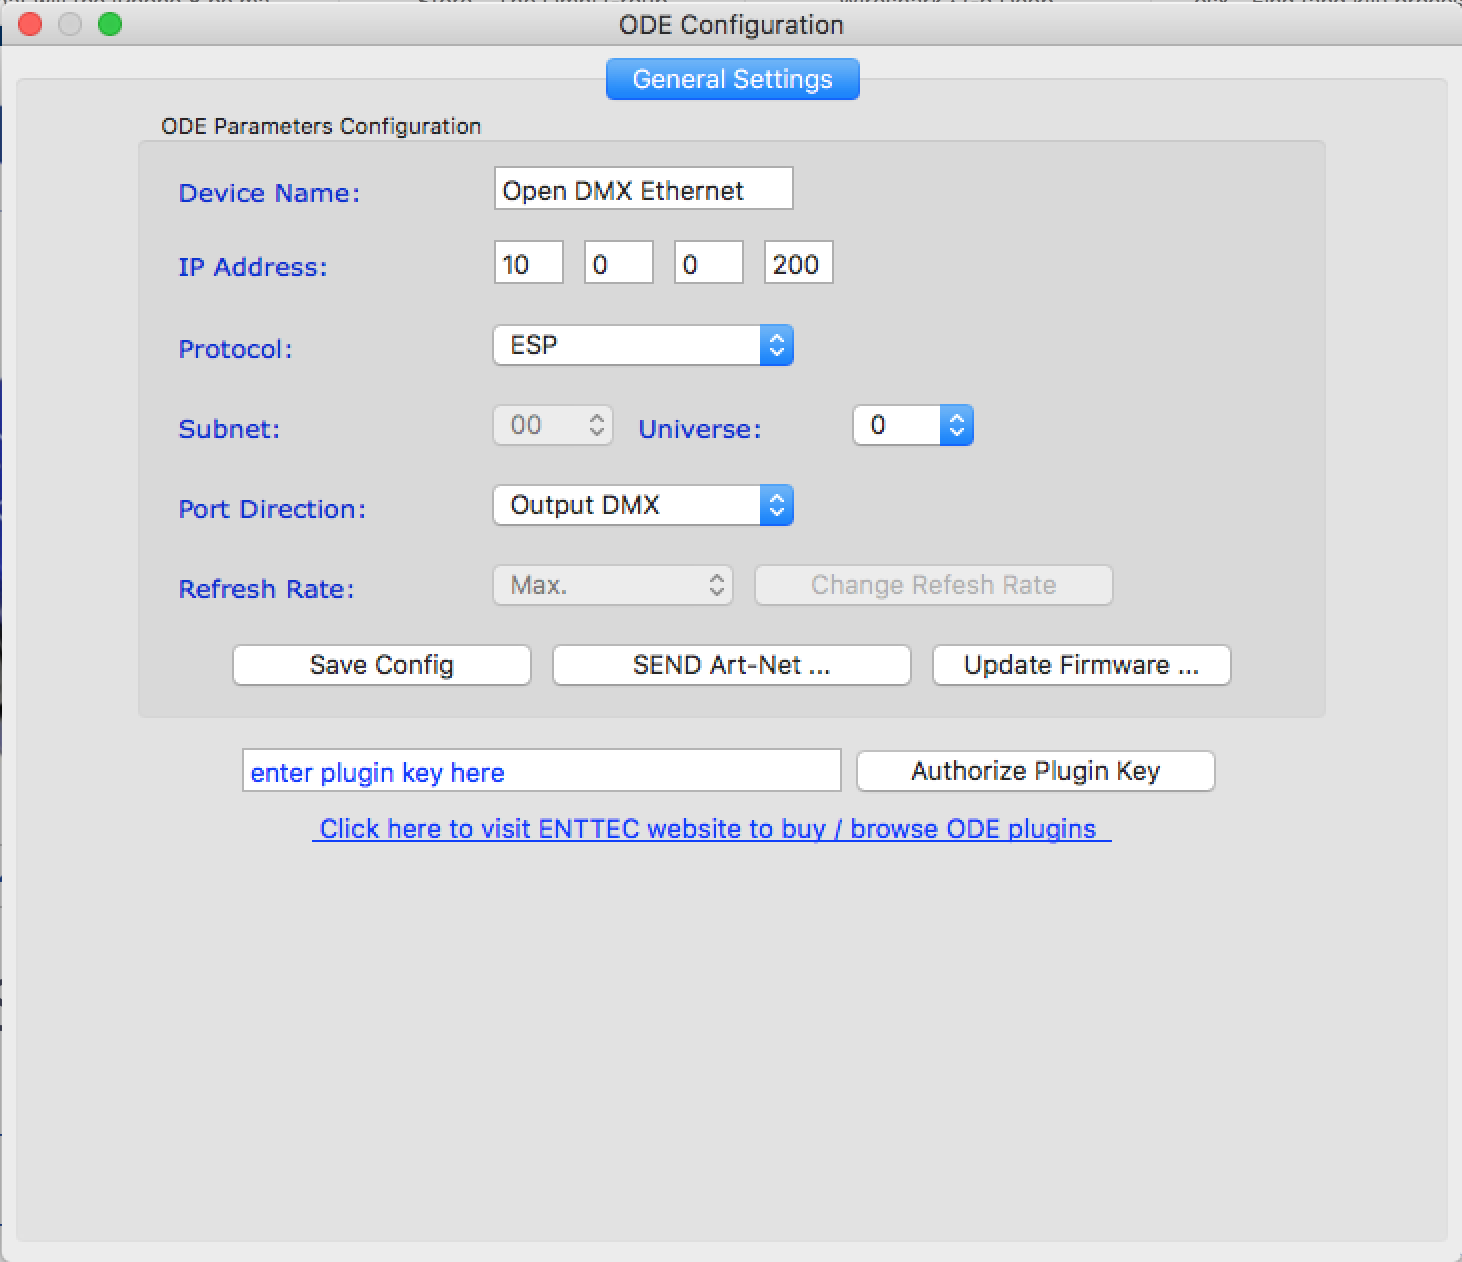 ODE Configuration
General Settings
ODE Parameters Configuration
Device Name: Open DMX Ethernet
IP Address: 10 0 0 200
Protocol: ESP
Subnet: 00 Universe: 0
Port Direction: Output DMX
Refresh Rate: Max. Change Refesh Rate
Save Config SEND Art-Net ... Update Firmware ...
enter plugin key here Authorize Plugin Key
Click here to visit ENTTEC website to buy / browse ODE plugins